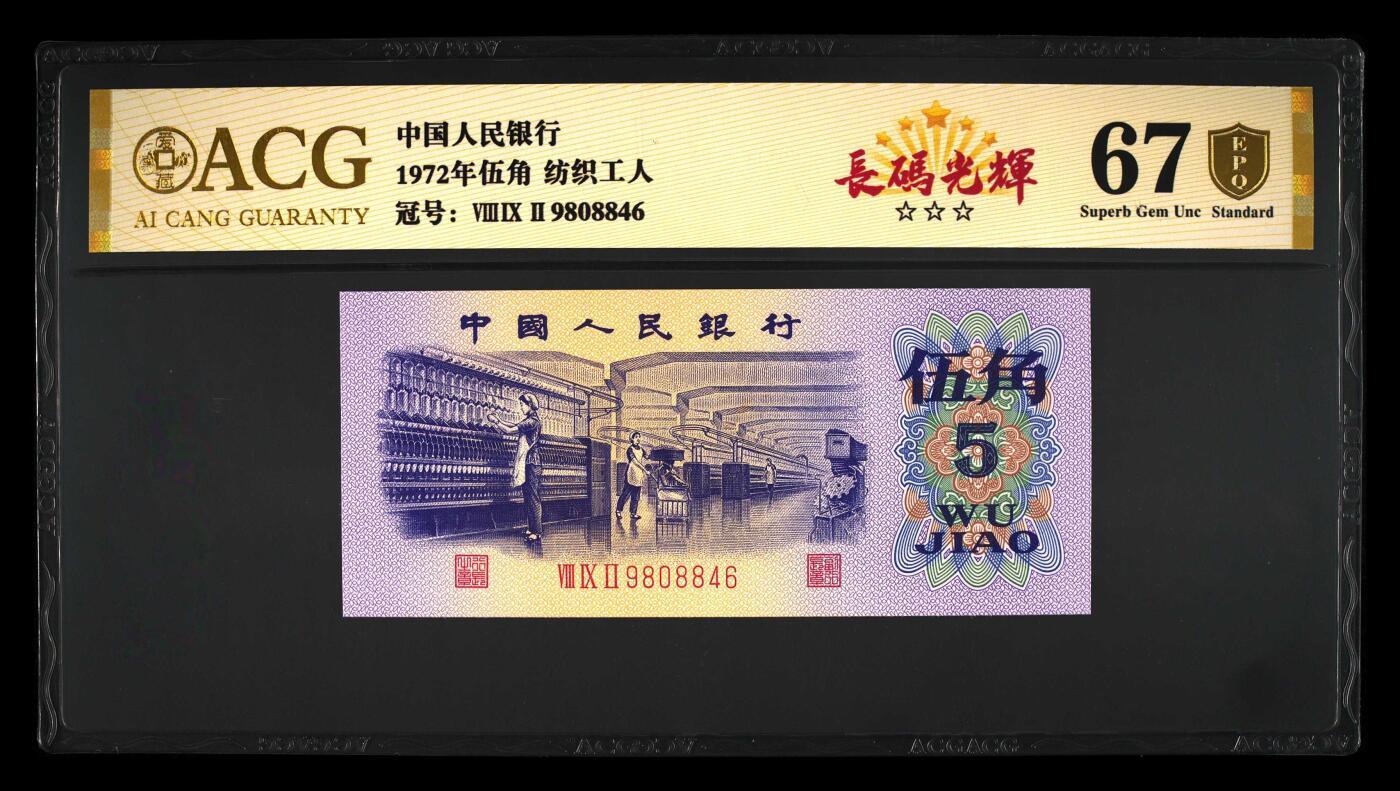 ACG
AI CANG GUARANTY
中国人民银行
1972年伍角 纺织工人
冠号：ⅧⅨⅡ9808846
長碼光輝
☆☆☆
67
Superb Gem Unc Standard
EPQ
中國人民銀行
伍角
5
WU
JIAO
ⅧⅨⅡ9808846